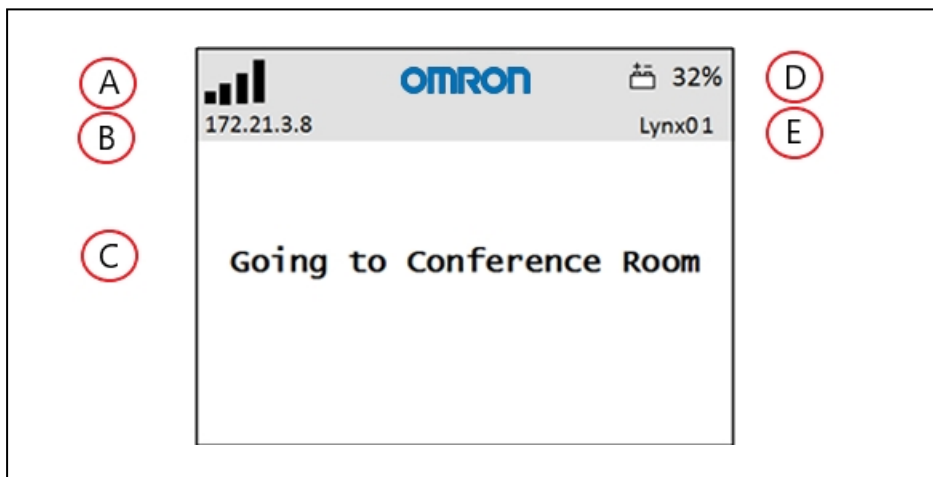 A
OMRON
32%
D
B
172.21.3.8
Lynx01
E
C
Going to Conference Room